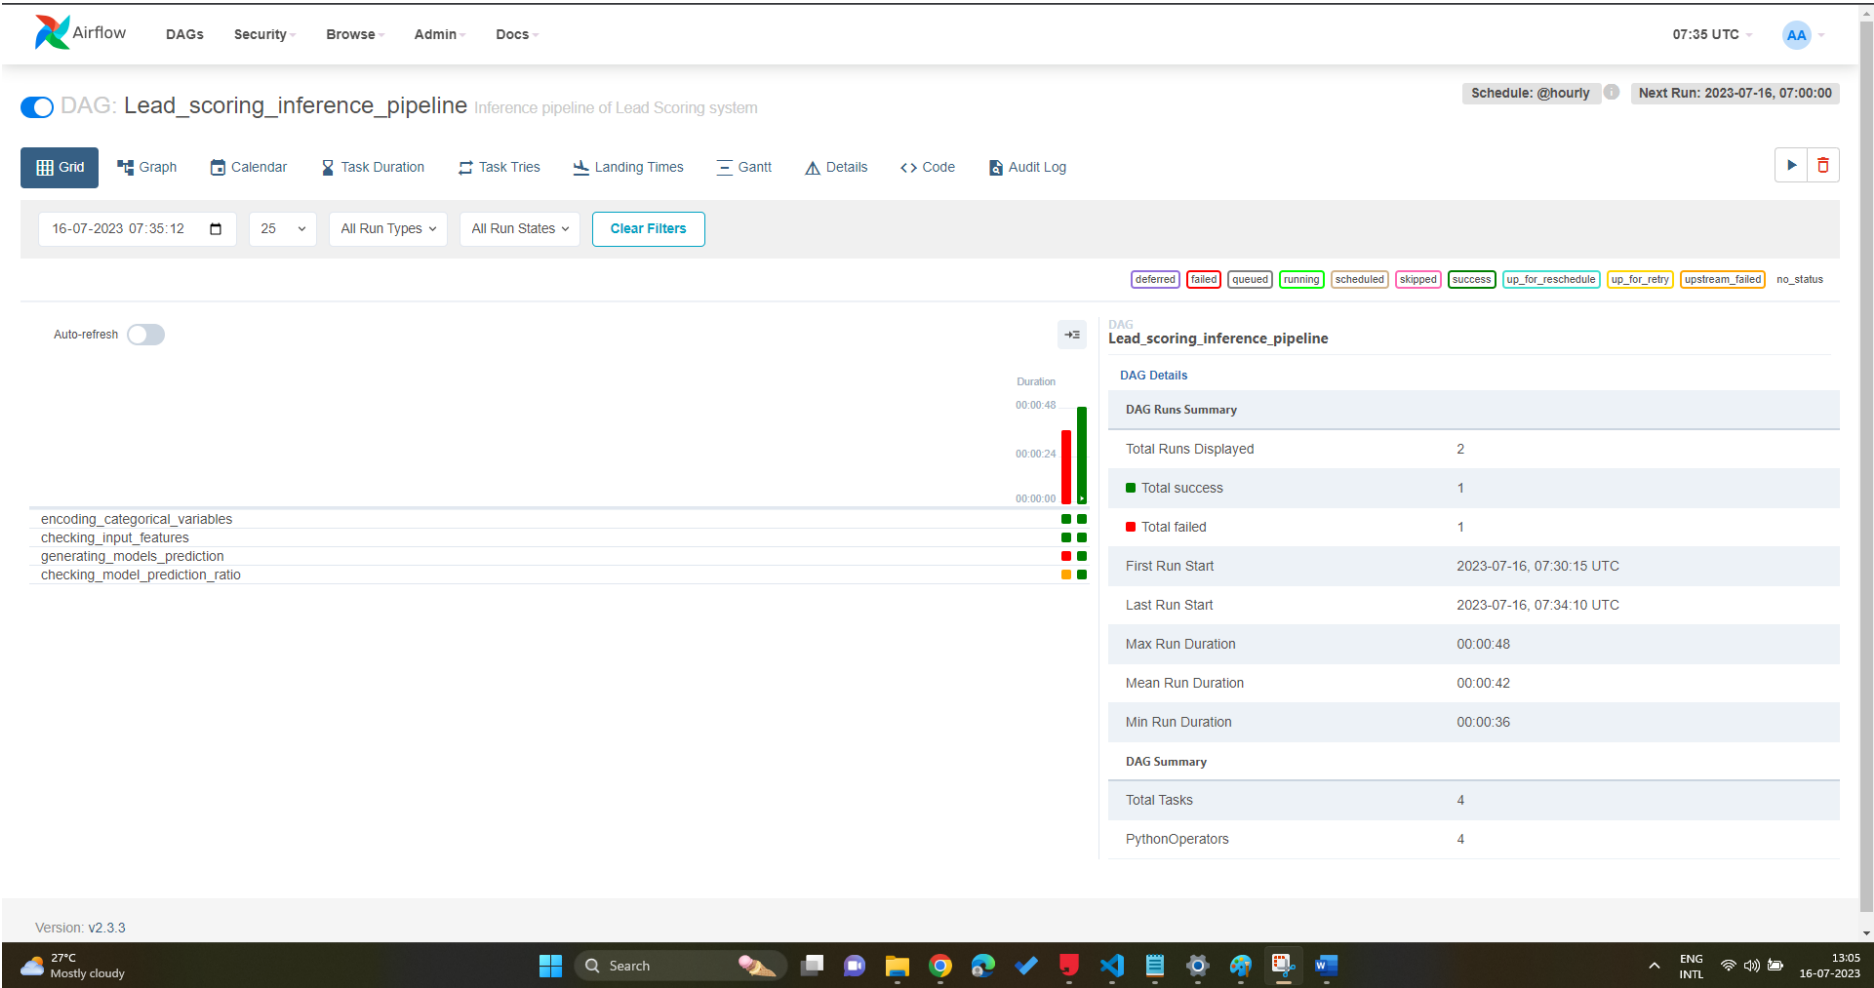 Airflow DAGs Security Browse Admin Docs 07:35 UTC AA
DAG: Lead_scoring_inference_pipeline Inference pipeline of Lead Scoring system
Schedule: @hourly Next Run: 2023-07-16, 07:00:00
Grid Graph Calendar Task Duration Task Tries Landing Times Gantt Details Code Audit Log
16-07-2023 07:35:12 25 All Run Types All Run States Clear Filters
deferred failed queued running scheduled skipped success up_for_reschedule up_for_retry upstream_failed no_status
Auto-refresh
Duration
00:00:48
00:00:24
00:00:00
encoding_categorical_variables
checking_input_features
generating_models_prediction
checking_model_prediction_ratio
DAG
Lead_scoring_inference_pipeline
DAG Details
DAG Runs Summary
Total Runs Displayed 2
Total success 1
Total failed 1
First Run Start 2023-07-16, 07:30:15 UTC
Last Run Start 2023-07-16, 07:34:10 UTC
Max Run Duration 00:00:48
Mean Run Duration 00:00:42
Min Run Duration 00:00:36
DAG Summary
Total Tasks 4
PythonOperators 4
Version: v2.3.3
27°C
Mostly cloudy
Search
ENG
INTL
13:05
16-07-2023